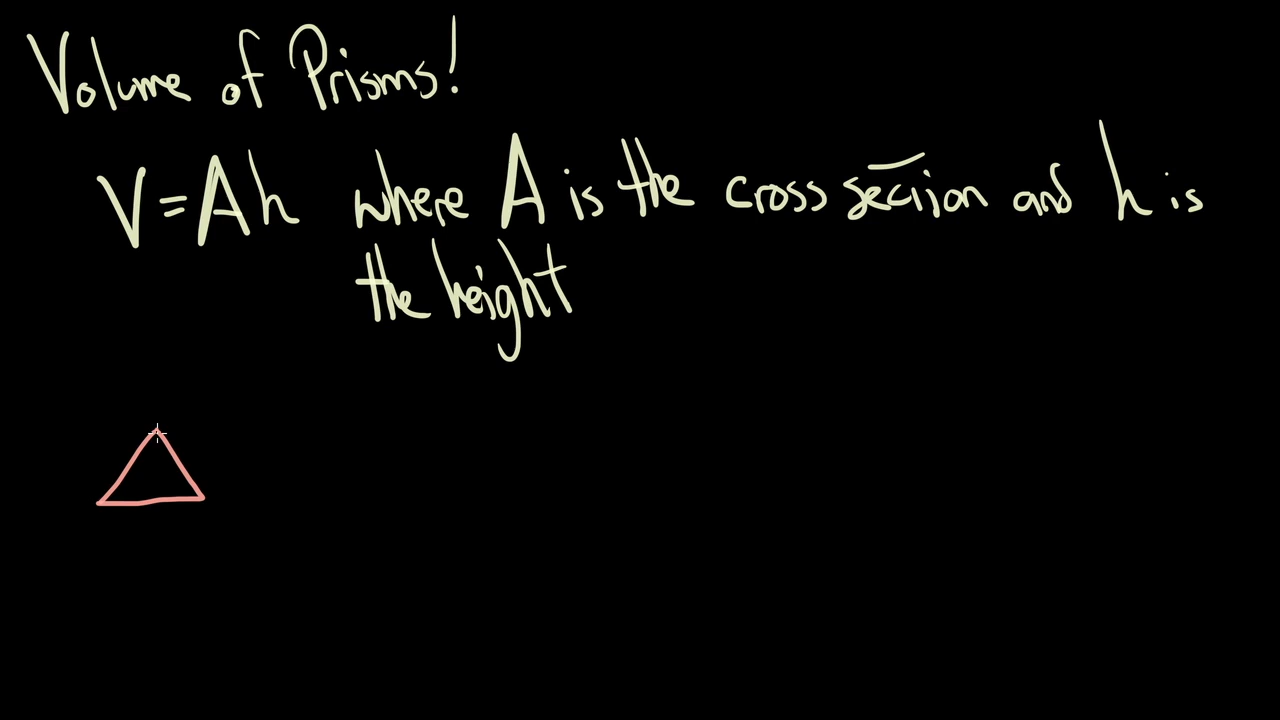 Volume of Prisms!
V=Ah where A is the cross section and h is
the height